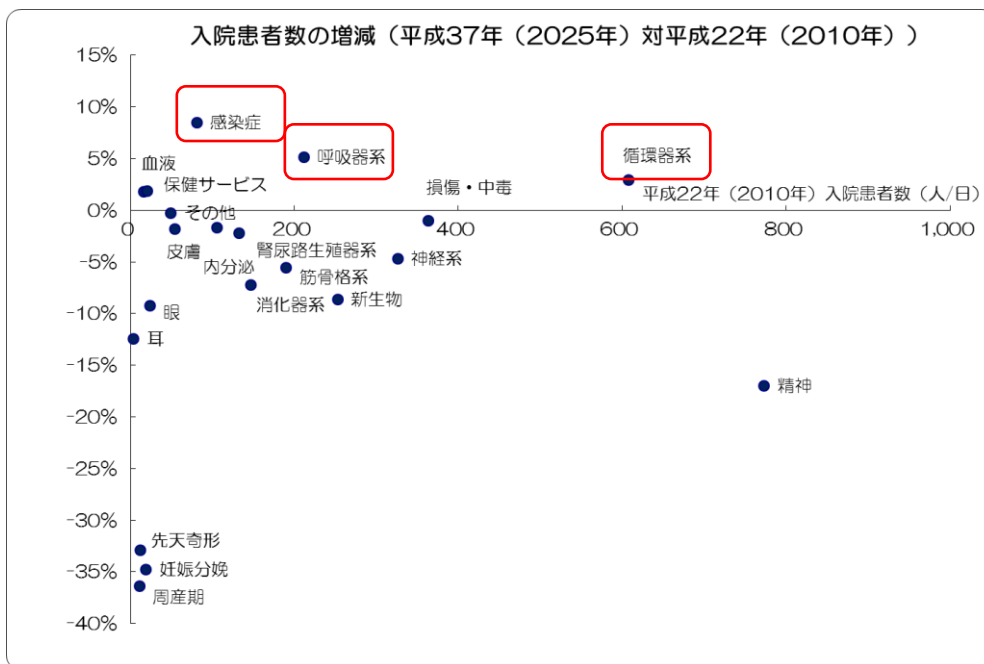 入院患者数の増減（平成37年（2025年）対平成22年（2010年））
15%
10%
感染症
5%
呼吸器系
循環器系
血液
保健サービス
損傷・中毒
平成22年（2010年）入院患者数（人/日）
0%
その他
0
200
400
600
800
1,000
皮膚
内分泌
腎尿路生殖器系
神経系
-5%
筋骨格系
消化器系
新生物
-10%
眼
耳
-15%
精神
-20%
-25%
-30%
先天奇形
-35%
妊娠分娩
周産期
-40%